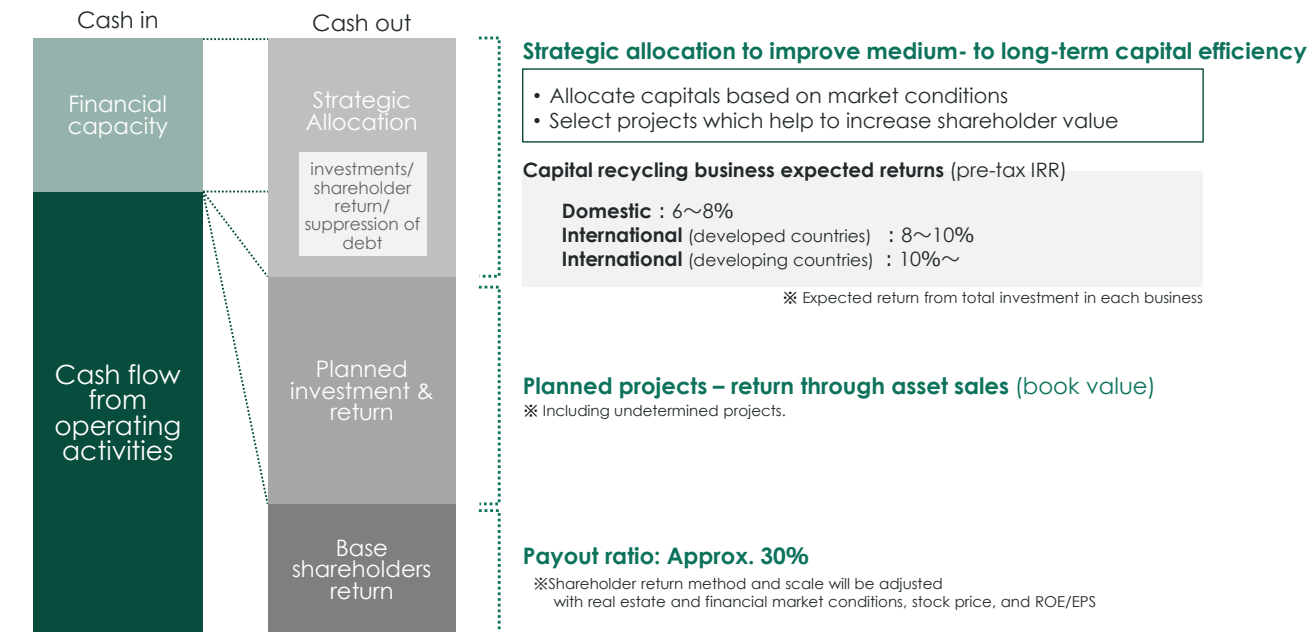 Cash in
Cash out
Financial
capacity
Cash flow
from
operating
activities
Strategic
Allocation
investments/
shareholder
return/
suppression of
debt
Planned
investment &
return
Base
shareholders
return
Strategic allocation to improve medium- to long-term capital efficiency
• Allocate capitals based on market conditions
• Select projects which help to increase shareholder value
Capital recycling business expected returns (pre-tax IRR)
Domestic：6～8%
International (developed countries) ：8～10%
International (developing countries) ：10%～
※ Expected return from total investment in each business
Planned projects – return through asset sales (book value)
※ Including undetermined projects.
Payout ratio: Approx. 30%
※Shareholder return method and scale will be adjusted
with real estate and financial market conditions, stock price, and ROE/EPS